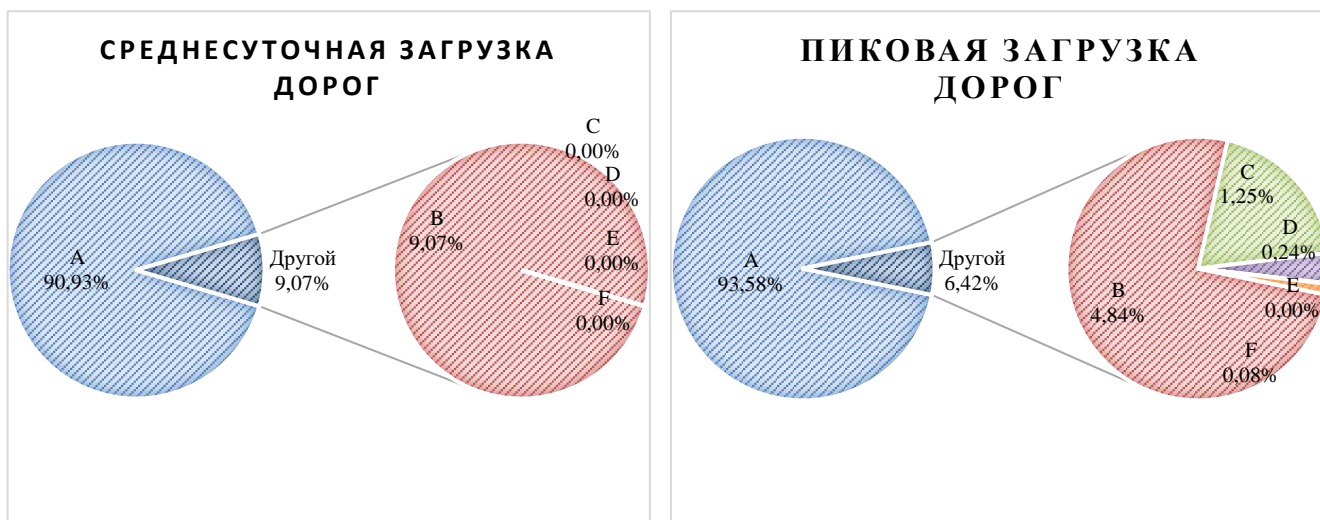 СРЕДНЕСУТОЧНАЯ ЗАГРУЗКА
ДОРОГ
A
90,93%
Другой
9,07%
B
9,07%
C
0,00%
D
0,00%
E
0,00%
F
0,00%
ПИКОВАЯ ЗАГРУЗКА
ДОРОГ
A
93,58%
Другой
6,42%
B
4,84%
C
1,25%
D
0,24%
E
0,00%
F
0,08%